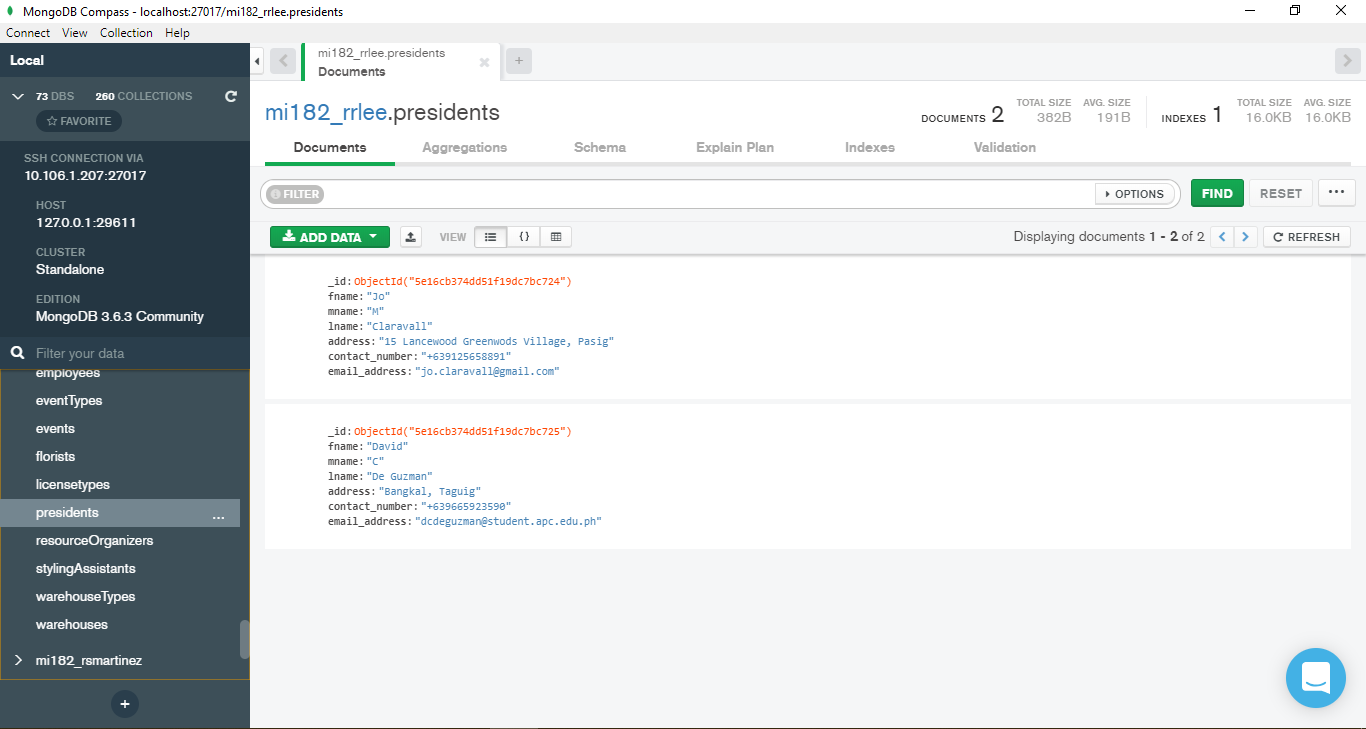 MongoDB Compass - localhost:27017/mi182_rrlee.presidents
Connect View Collection Help
Local
73 DBS 260 COLLECTIONS
FAVORITE
SSH CONNECTION VIA
10.106.1.207:27017
HOST
127.0.0.1:29611
CLUSTER
Standalone
EDITION
MongoDB 3.6.3 Community
Filter your data
employees
eventTypes
events
florists
licensetypes
presidents ...
resourceOrganizers
stylingAssistants
warehouseTypes
warehouses
mi182_rsmartinez
+
mi182_rrlee.presidents
Documents
+
mi182_rrlee.presidents
DOCUMENTS 2 TOTAL SIZE 382B AVG. SIZE 191B INDEXES 1 TOTAL SIZE 16.0KB AVG. SIZE 16.0KB
Documents Aggregations Schema Explain Plan Indexes Validation
FILTER OPTIONS FIND RESET ...
ADD DATA VIEW {} Displaying documents 1 - 2 of 2 REFRESH
_id: ObjectId("5e16cb374dd51f19dc7bc724")
fname: "Jo"
mname: "M"
lname: "Claravall"
address: "15 Lancewood Greenwods Village, Pasig"
contact_number: "+639125658891"
email_address: "jo.claravall@gmail.com"
_id: ObjectId("5e16cb374dd51f19dc7bc725")
fname: "David"
mname: "C"
lname: "De Guzman"
address: "Bangkal, Taguig"
contact_number: "+639665923590"
email_address: "dcdeguzman@student.apc.edu.ph"